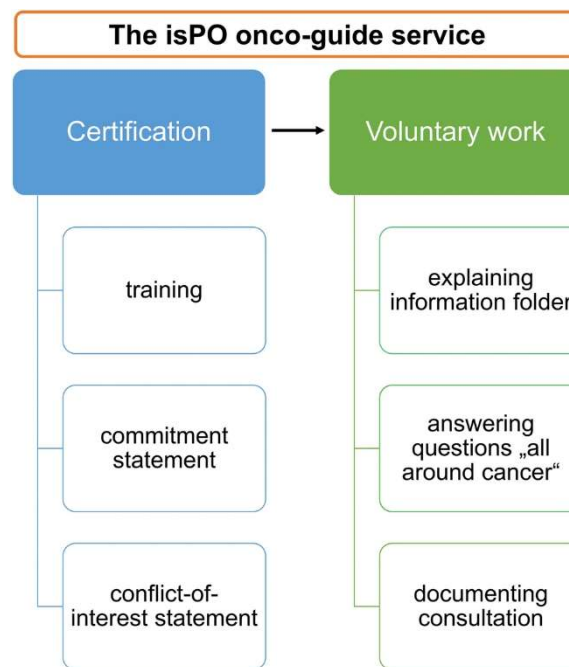 The isPO onco-guide service
Certification
Voluntary work
training
commitment
statement
conflict-of-
interest statement
explaining
information folder
answering
questions „all
around cancer“
documenting
consultation